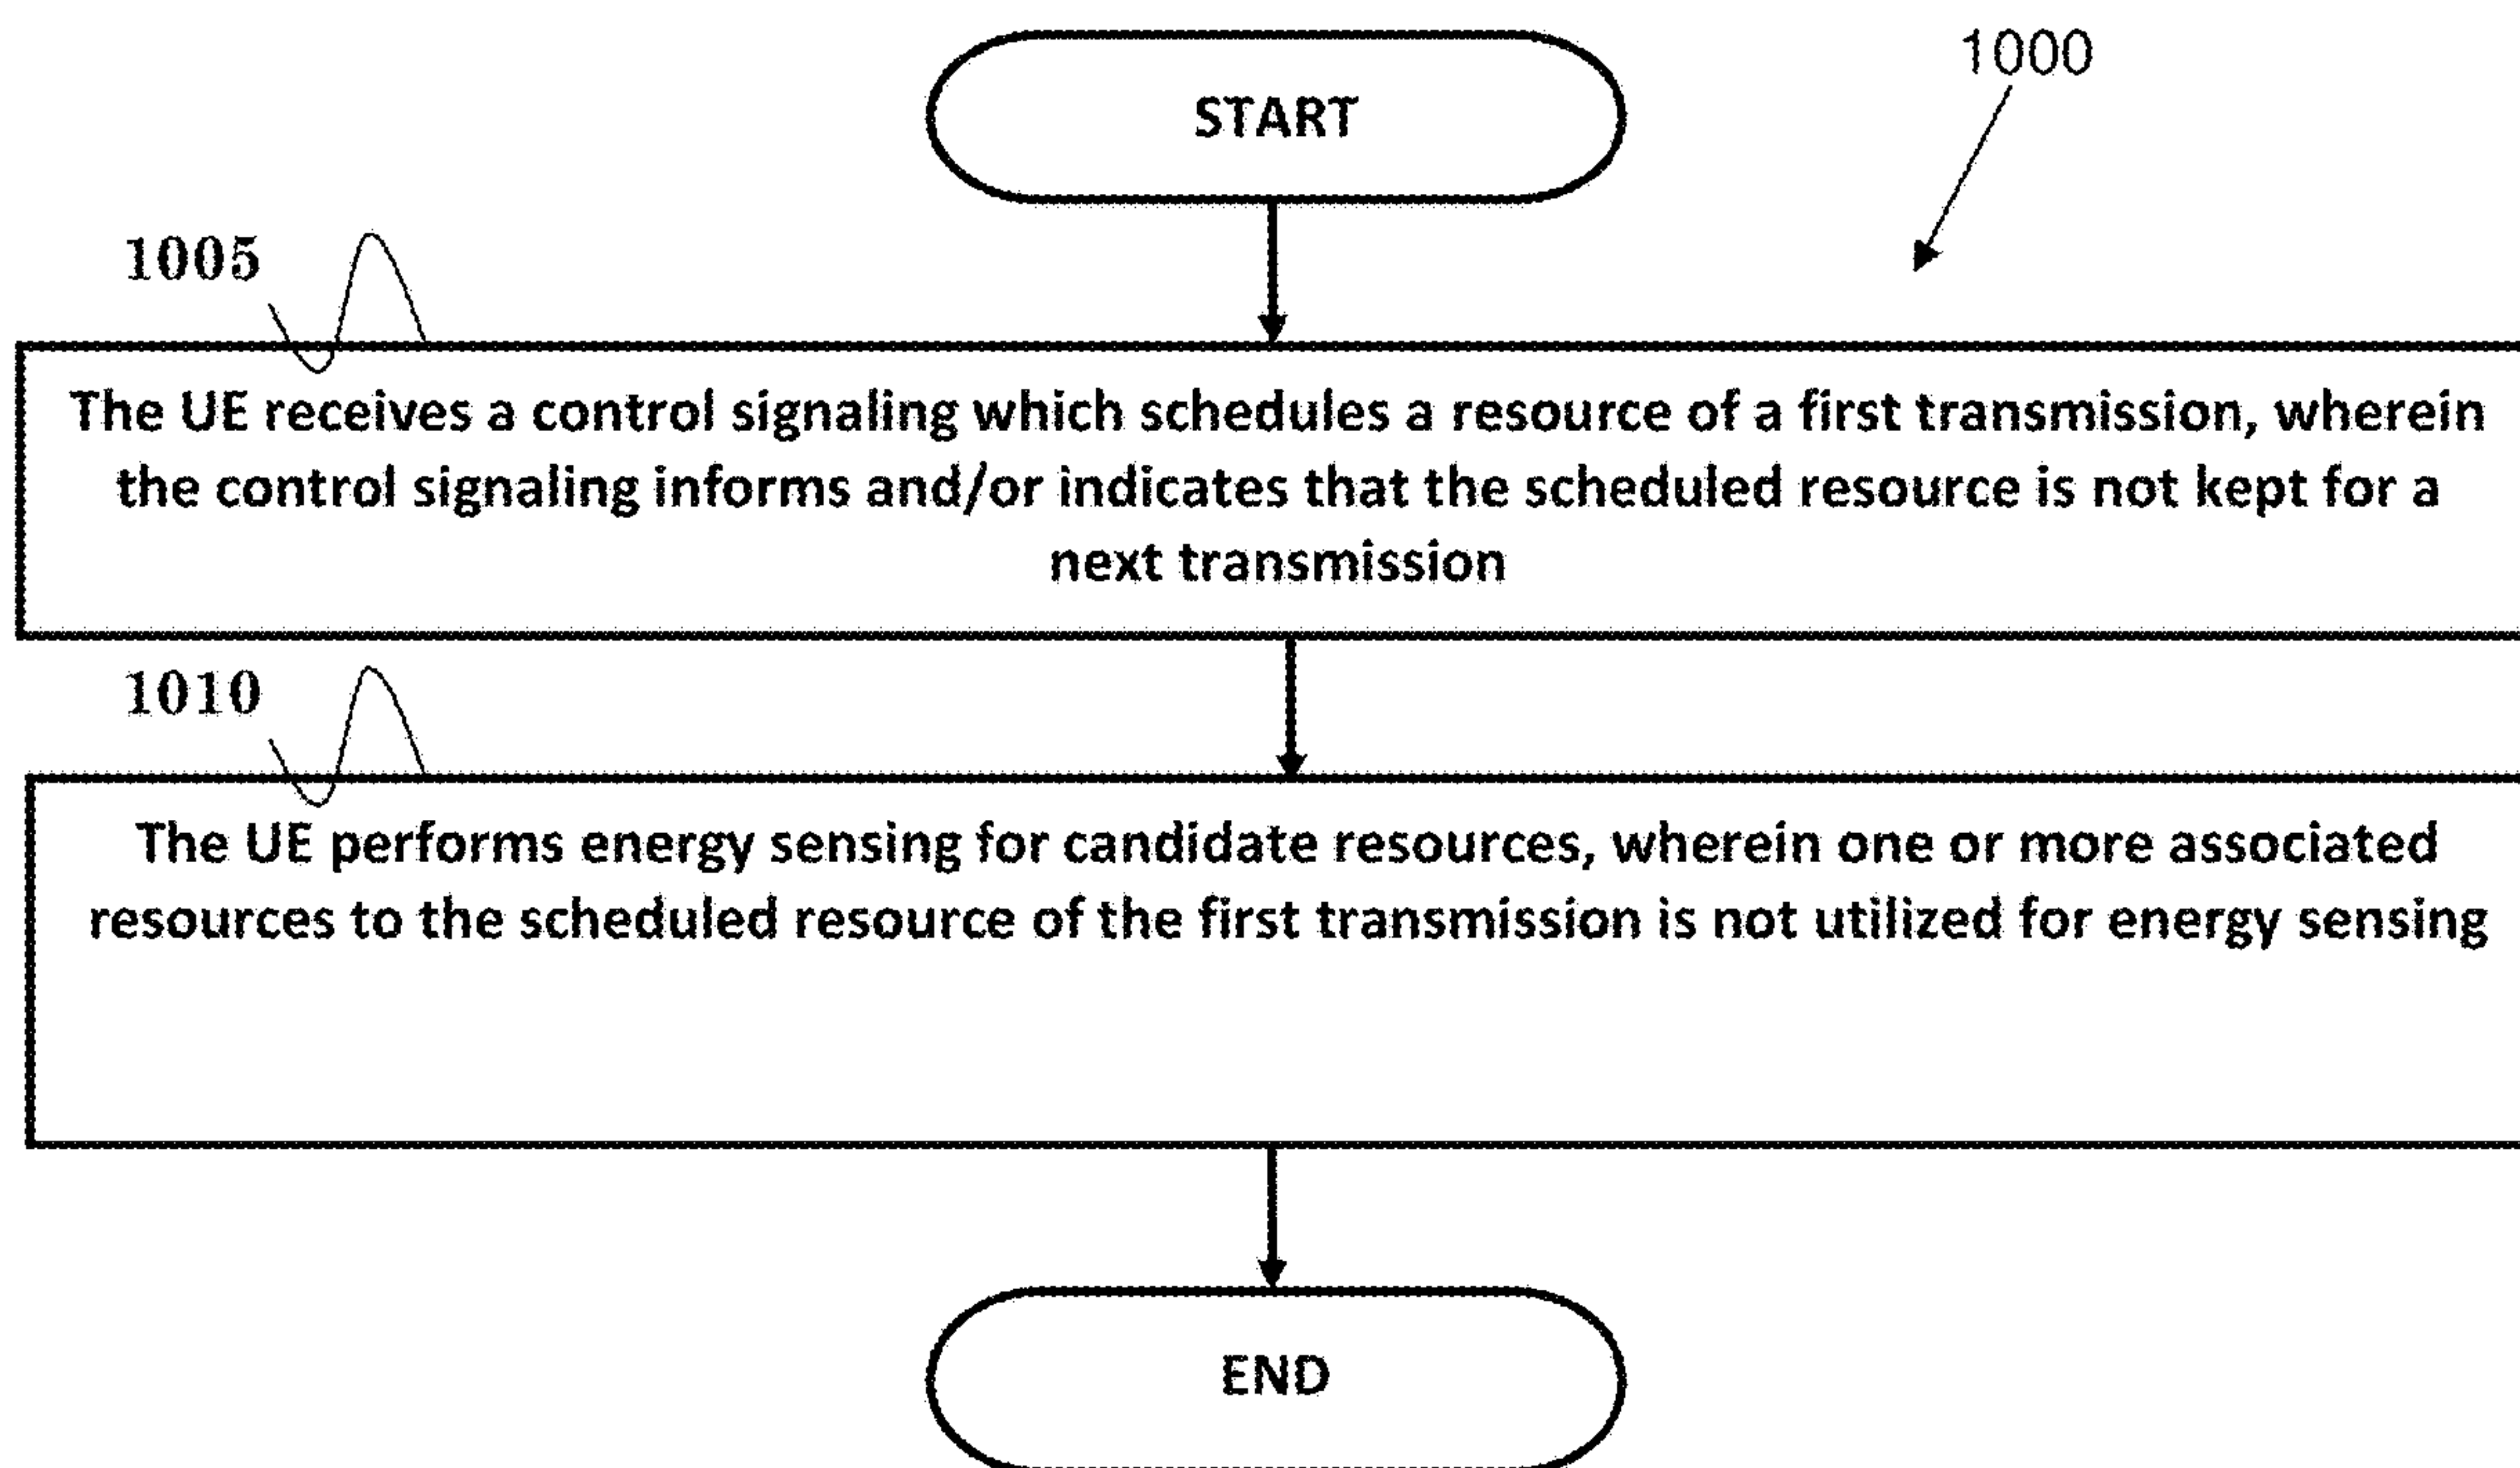 START
1000
1005
The UE receives a control signaling which schedules a resource of a first transmission, wherein
the control signaling informs and/or indicates that the scheduled resource is not kept for a
next transmission
1010
The UE performs energy sensing for candidate resources, wherein one or more associated
resources to the scheduled resource of the first transmission is not utilized for energy sensing
END